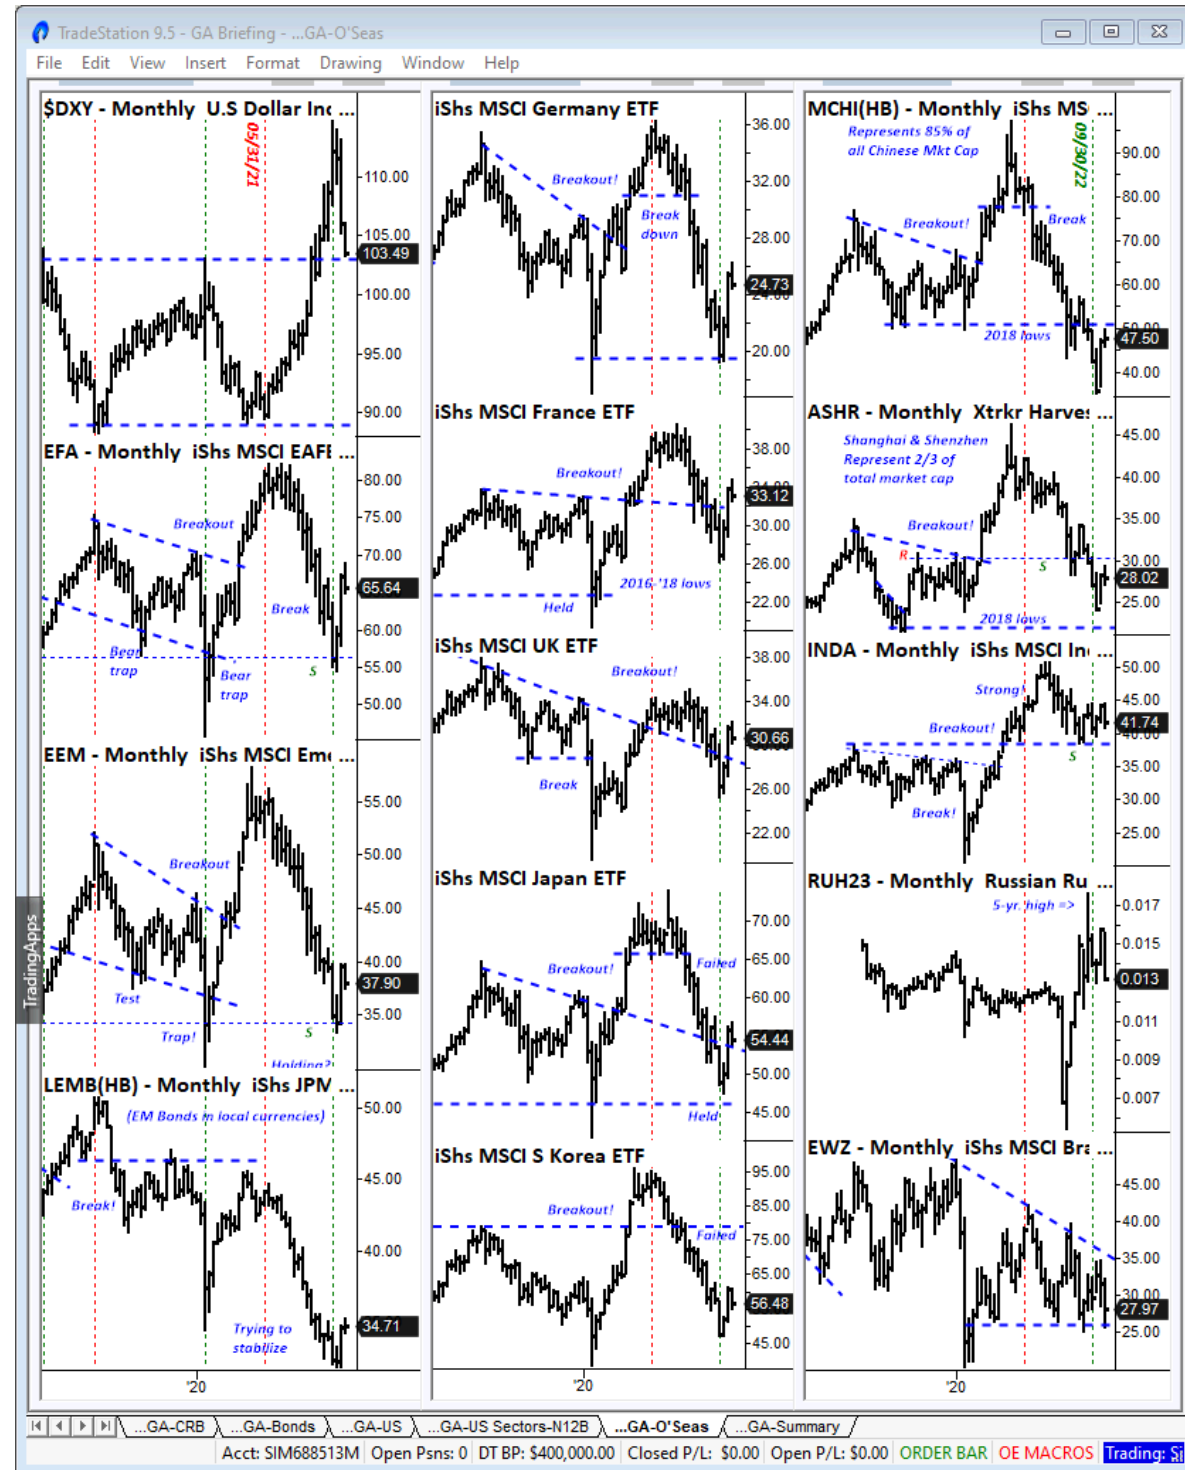 TradeStation 9.5 - GA Briefing - ...GA-O'Seas
File Edit View Insert Format Drawing Window Help
$DXY - Monthly U.S Dollar Inc ...
05/31/21
110.00
105.00
103.49
100.00
95.00
90.00
EFA - Monthly iShs MSCI EAFE ...
80.00
75.00
Breakout
70.00
65.64
Break
60.00
Bear
trap
Bear
trap
S
55.00
50.00
EEM - Monthly iShs MSCI Eme ...
55.00
Breakout
50.00
45.00
40.00
37.90
Test
35.00
Trap!
S
Holding?
LEMB(HB) - Monthly iShs JPM ...
(EM Bonds in local currencies)
50.00
Break!
45.00
40.00
Trying to
stabilize
34.71
'20
iShs MSCI Germany ETF
36.00
Breakout!
32.00
Break
down
28.00
24.73
24.00
20.00
iShs MSCI France ETF
38.00
Breakout!
34.00
33.12
30.00
26.00
2016-'18 lows
Held
22.00
iShs MSCI UK ETF
38.00
Breakout!
34.00
30.66
Break
26.00
22.00
iShs MSCI Japan ETF
70.00
Breakout!
Failed
65.00
60.00
54.44
50.00
Held
45.00
iShs MSCI S Korea ETF
95.00
Breakout!
85.00
Failed
75.00
65.00
56.48
45.00
'20
MCHI(HB) - Monthly iShs MS ...
Represents 85% of
all Chinese Mkt Cap
09/30/22
90.00
80.00
Breakout!
Break
70.00
60.00
50.00
2018 lows
47.50
40.00
ASHR - Monthly Xtrkr Harves ...
Shanghai & Shenzhen
Represent 2/3 of
total market cap
45.00
40.00
Breakout!
35.00
R
S
30.00
28.02
25.00
2018 lows
INDA - Monthly iShs MSCI In ...
50.00
Strong!
45.00
Breakout!
41.74
40.00
S
35.00
Break!
30.00
25.00
RUH23 - Monthly Russian Ru ...
5-yr. high =>
0.017
0.015
0.013
0.011
0.009
0.007
EWZ - Monthly iShs MSCI Bra ...
45.00
40.00
35.00
30.00
27.97
25.00
'20
TradingApps
...GA-CRB ...GA-Bonds ...GA-US ...GA-US Sectors-N12B ...GA-O'Seas ...GA-Summary
Acct: SIM688513M Open Psns: 0 DT BP: $400,000.00 Closed P/L: $0.00 Open P/L: $0.00 ORDER BAR OE MACROS Trading: Si